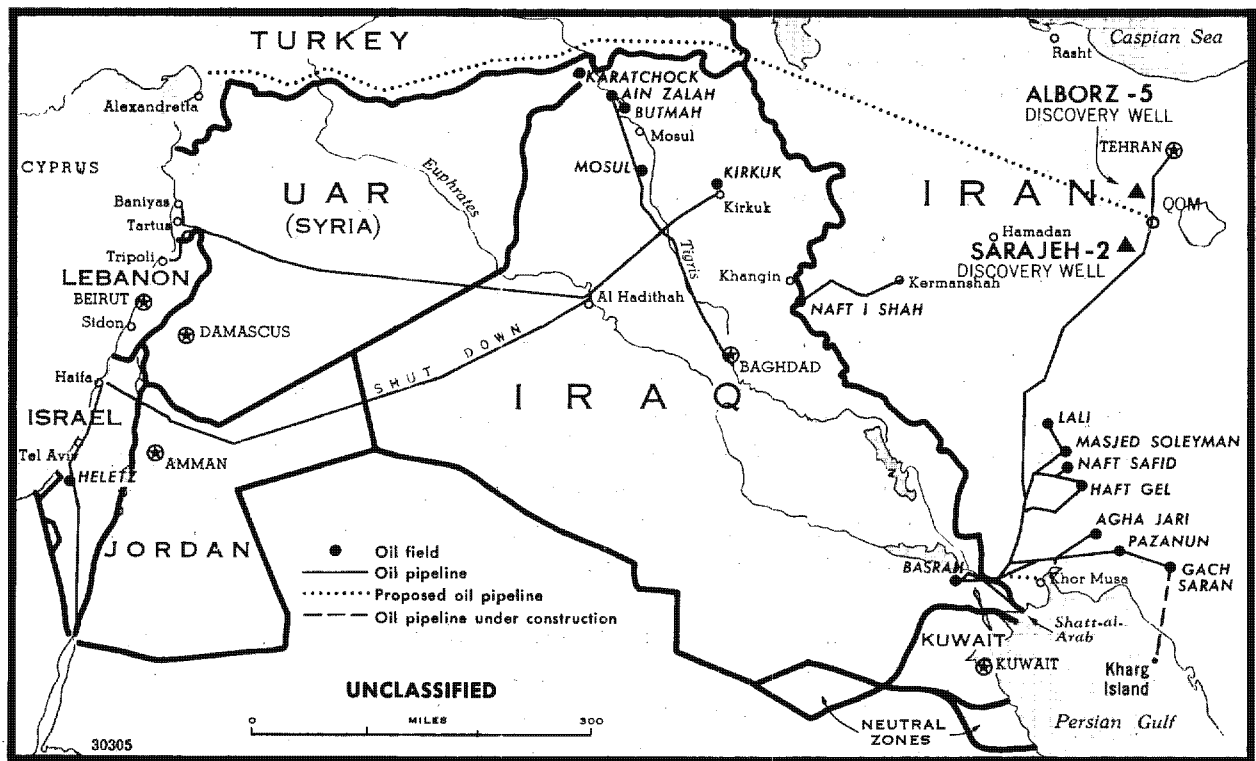 TURKEY
Caspian Sea
Rasht
KARATCHOCK
AIN ZALAH
BUTMAH
Alexandretta
Mosul
ALBORZ -5
DISCOVERY WELL
TEHRAN
CYPRUS
Euphrates
MOSUL
KIRKUK
Kirkuk
UAR
(SYRIA)
IRAN
QOM
Baniyas
Tartus
Tripoli
Tigris
Hamadan
SARAJEH-2
DISCOVERY WELL
LEBANON
BEIRUT
Khangin
Kermanshah
NAFT I SHAH
Al Hadithah
Sidon
DAMASCUS
SHUT DOWN
BAGHDAD
Haifa
IRAQ
ISRAEL
LALI
MASJED SOLEYMAN
NAFT SAFID
HAFT GEL
Tel Aviv
AMMAN
HELETZ
AGHA JARI
PAZANUN
GACH
SARAN
JORDAN
Oil field
Oil pipeline
Proposed oil pipeline
Oil pipeline under construction
BASRAH
Khor Musa
Shatt-al-
Arab
KUWAIT
KUWAIT
Kharg
Island
UNCLASSIFIED
0 MILES 300
NEUTRAL
ZONES
Persian Gulf
30305